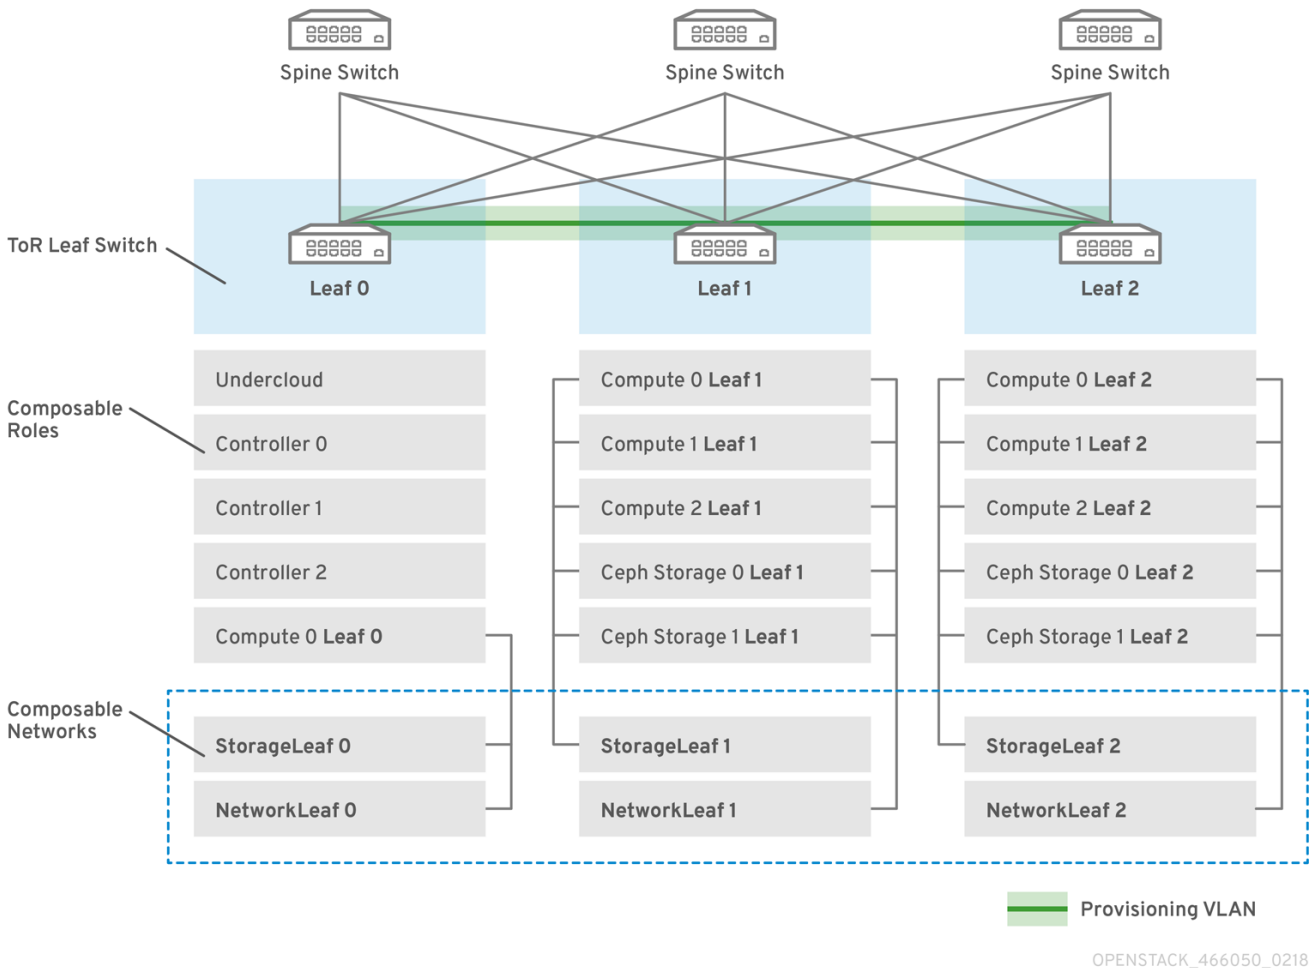 Spine Switch
Spine Switch
Spine Switch
ToR Leaf Switch
Leaf 0
Leaf 1
Leaf 2
Composable
Roles
Undercloud
Controller 0
Controller 1
Controller 2
Compute 0 Leaf 0
Compute 0 Leaf 1
Compute 1 Leaf 1
Compute 2 Leaf 1
Ceph Storage 0 Leaf 1
Ceph Storage 1 Leaf 1
Compute 0 Leaf 2
Compute 1 Leaf 2
Compute 2 Leaf 2
Ceph Storage 0 Leaf 2
Ceph Storage 1 Leaf 2
Composable
Networks
StorageLeaf 0
NetworkLeaf 0
StorageLeaf 1
NetworkLeaf 1
StorageLeaf 2
NetworkLeaf 2
Provisioning VLAN
OPENSTACK_466050_0218